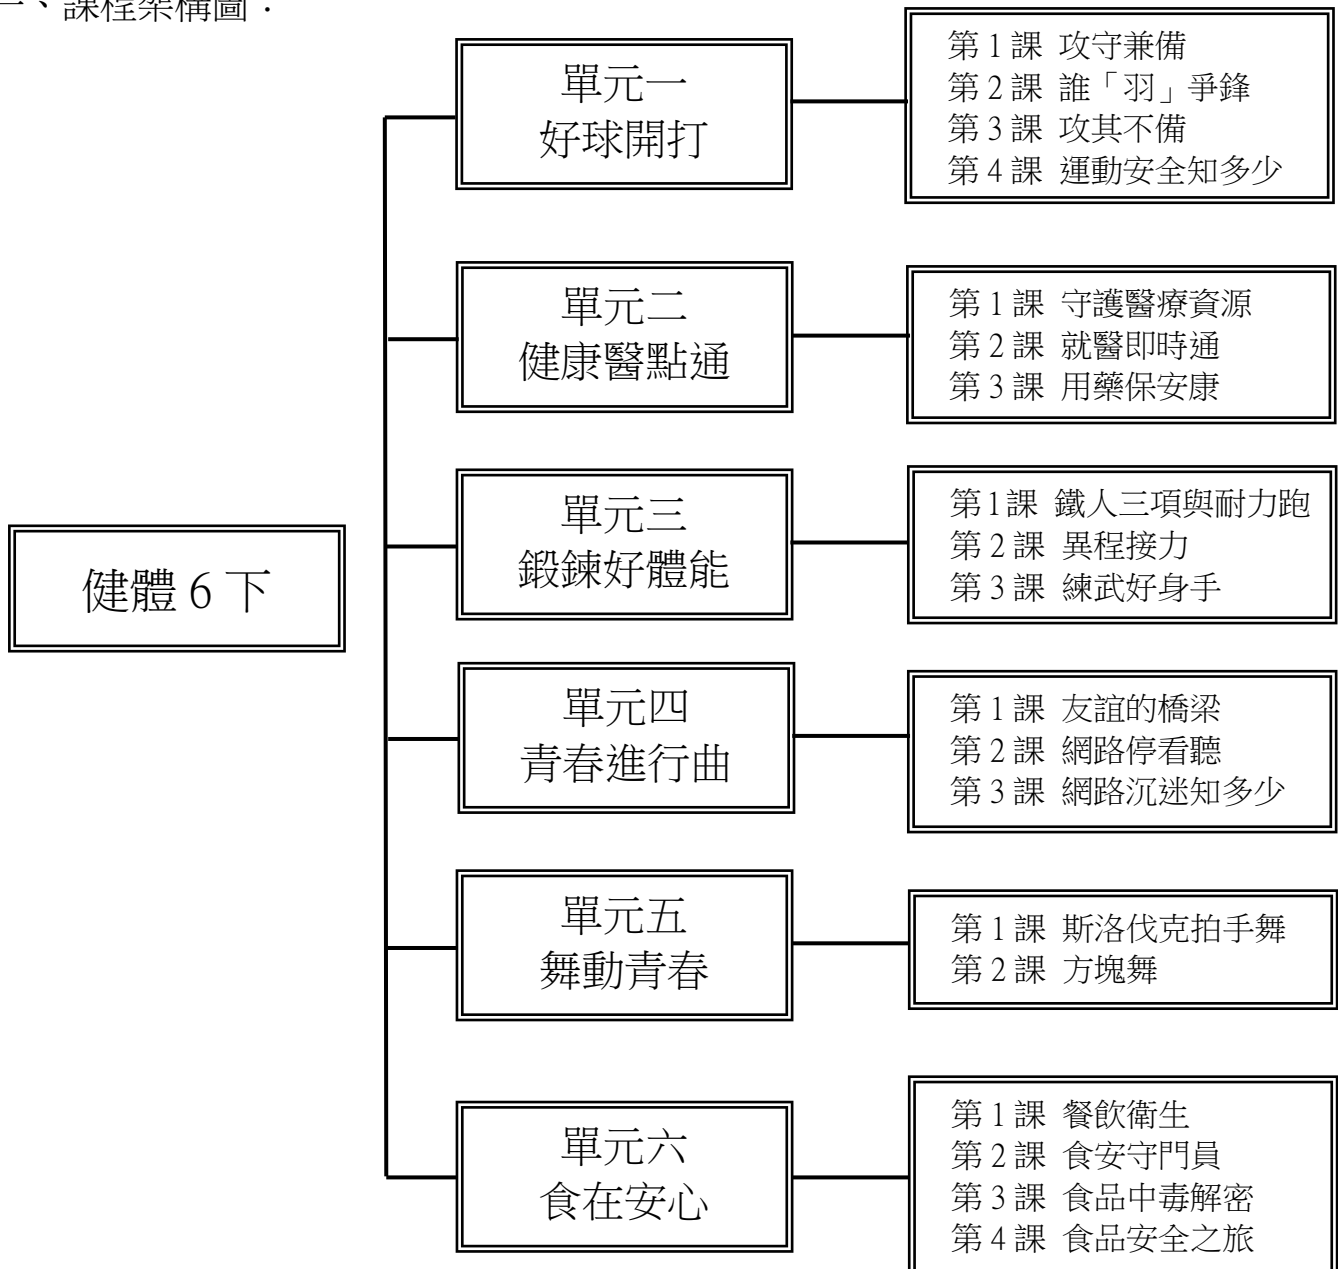 一、課程架構圖：
健體 6 下
單元一
好球開打
第 1 課 攻守兼備
第 2 課 誰「羽」爭鋒
第 3 課 攻其不備
第 4 課 運動安全知多少
單元二
健康醫點通
第 1 課 守護醫療資源
第 2 課 就醫即時通
第 3 課 用藥保安康
單元三
鍛鍊好體能
第 1 課 鐵人三項與耐力跑
第 2 課 異程接力
第 3 課 練武好身手
單元四
青春進行曲
第 1 課 友誼的橋梁
第 2 課 網路停看聽
第 3 課 網路沉迷知多少
單元五
舞動青春
第 1 課 斯洛伐克拍手舞
第 2 課 方塊舞
單元六
食在安心
第 1 課 餐飲衛生
第 2 課 食安守門員
第 3 課 食品中毒解密
第 4 課 食品安全之旅